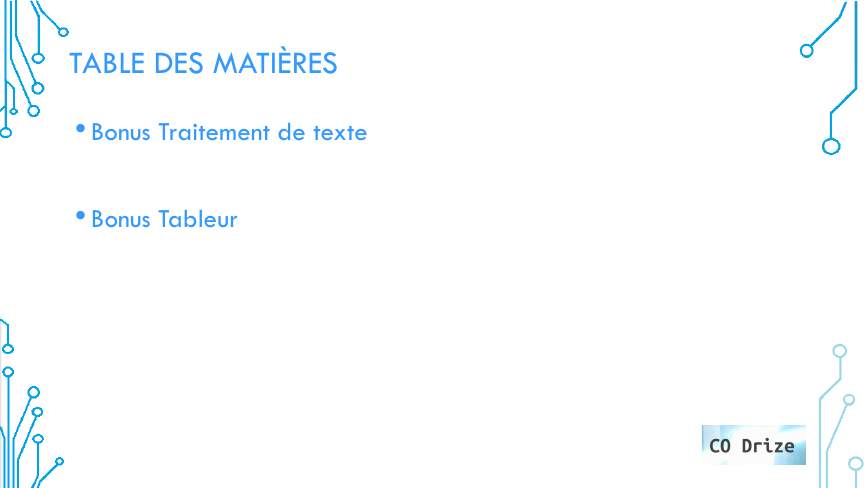 TABLE DES MATIÈRES
• Bonus Traitement de texte
• Bonus Tableur
CO Drize